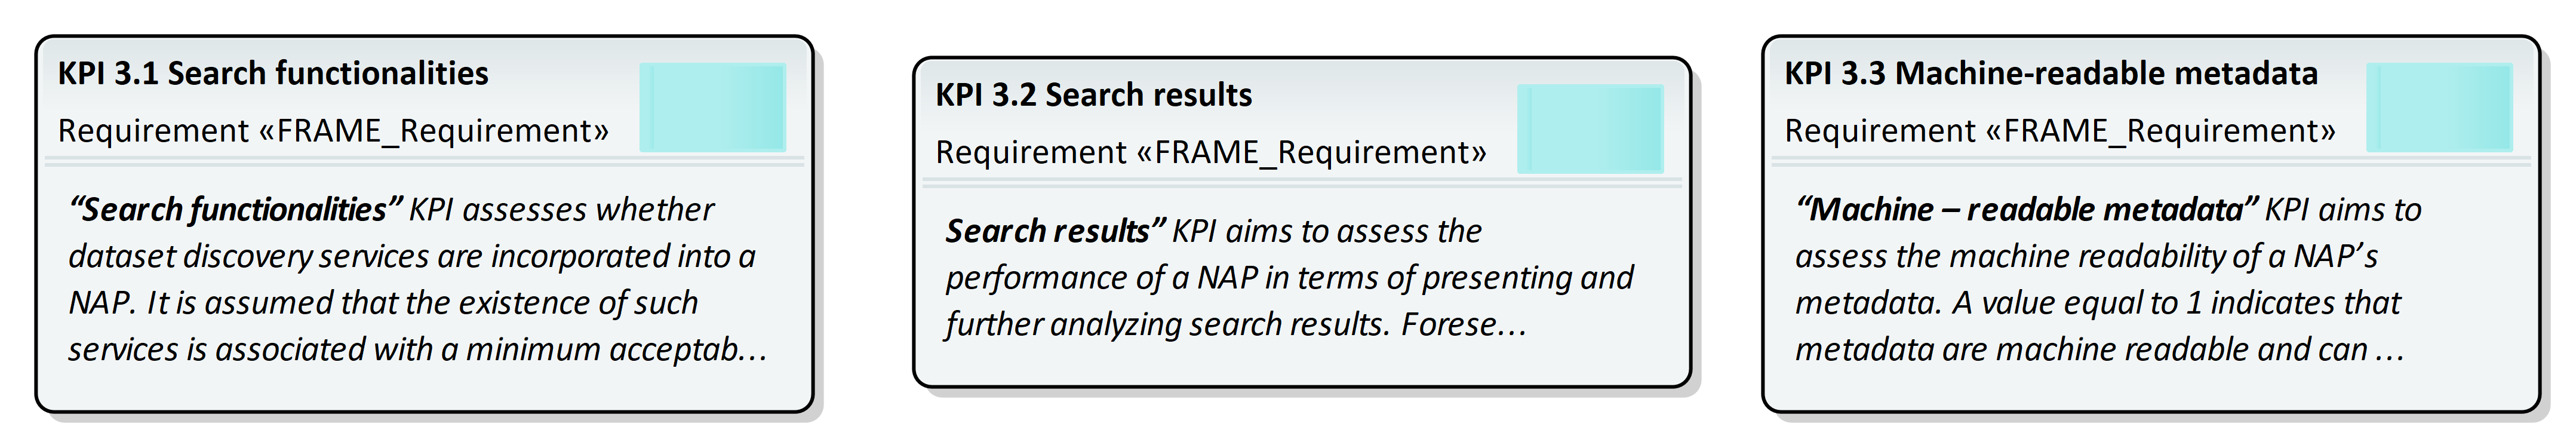 KPI 3.1 Search functionalities
Requirement «FRAME_Requirement»
“Search functionalities” KPI assesses whether
dataset discovery services are incorporated into a
NAP. It is assumed that the existence of such
services is associated with a minimum acceptab...
KPI 3.2 Search results
Requirement «FRAME_Requirement»
Search results” KPI aims to assess the
performance of a NAP in terms of presenting and
further analyzing search results. Forese...
KPI 3.3 Machine-readable metadata
Requirement «FRAME_Requirement»
“Machine – readable metadata” KPI aims to
assess the machine readability of a NAP’s
metadata. A value equal to 1 indicates that
metadata are machine readable and can ...